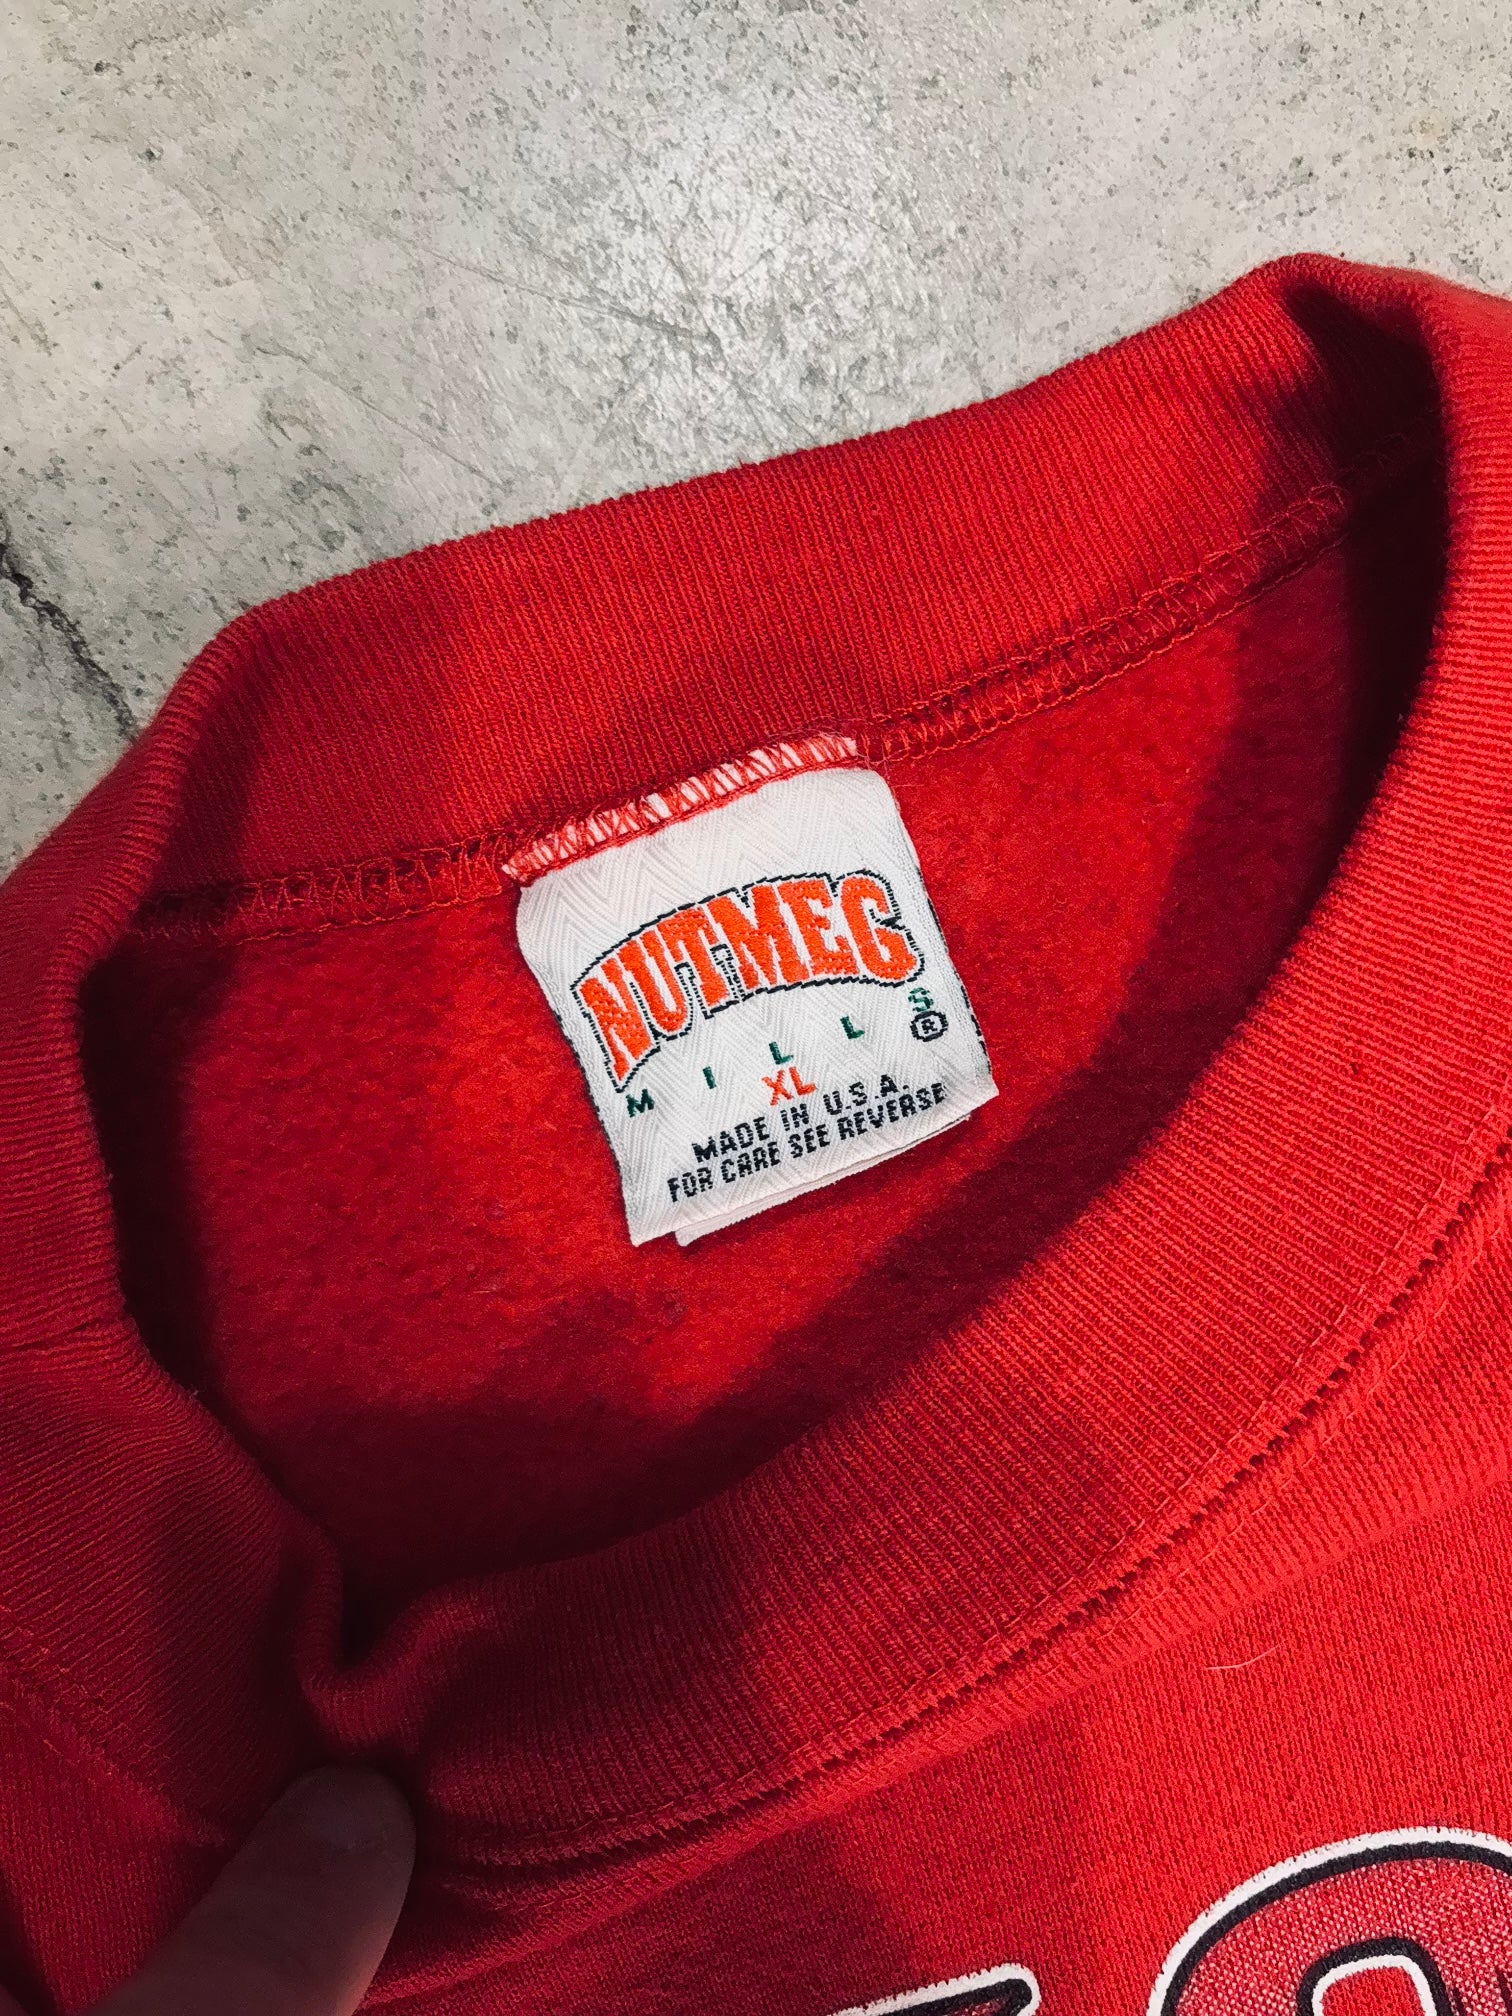 NUTMEG
MILLS ®
XL
MADE IN U.S.A.
FOR CARE SEE REVERSE